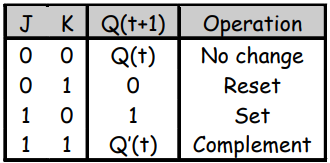 J K Q(t+1) Operation
0 0 Q(t) No change
0 1 0 Reset
1 0 1 Set
1 1 Q’(t) Complement